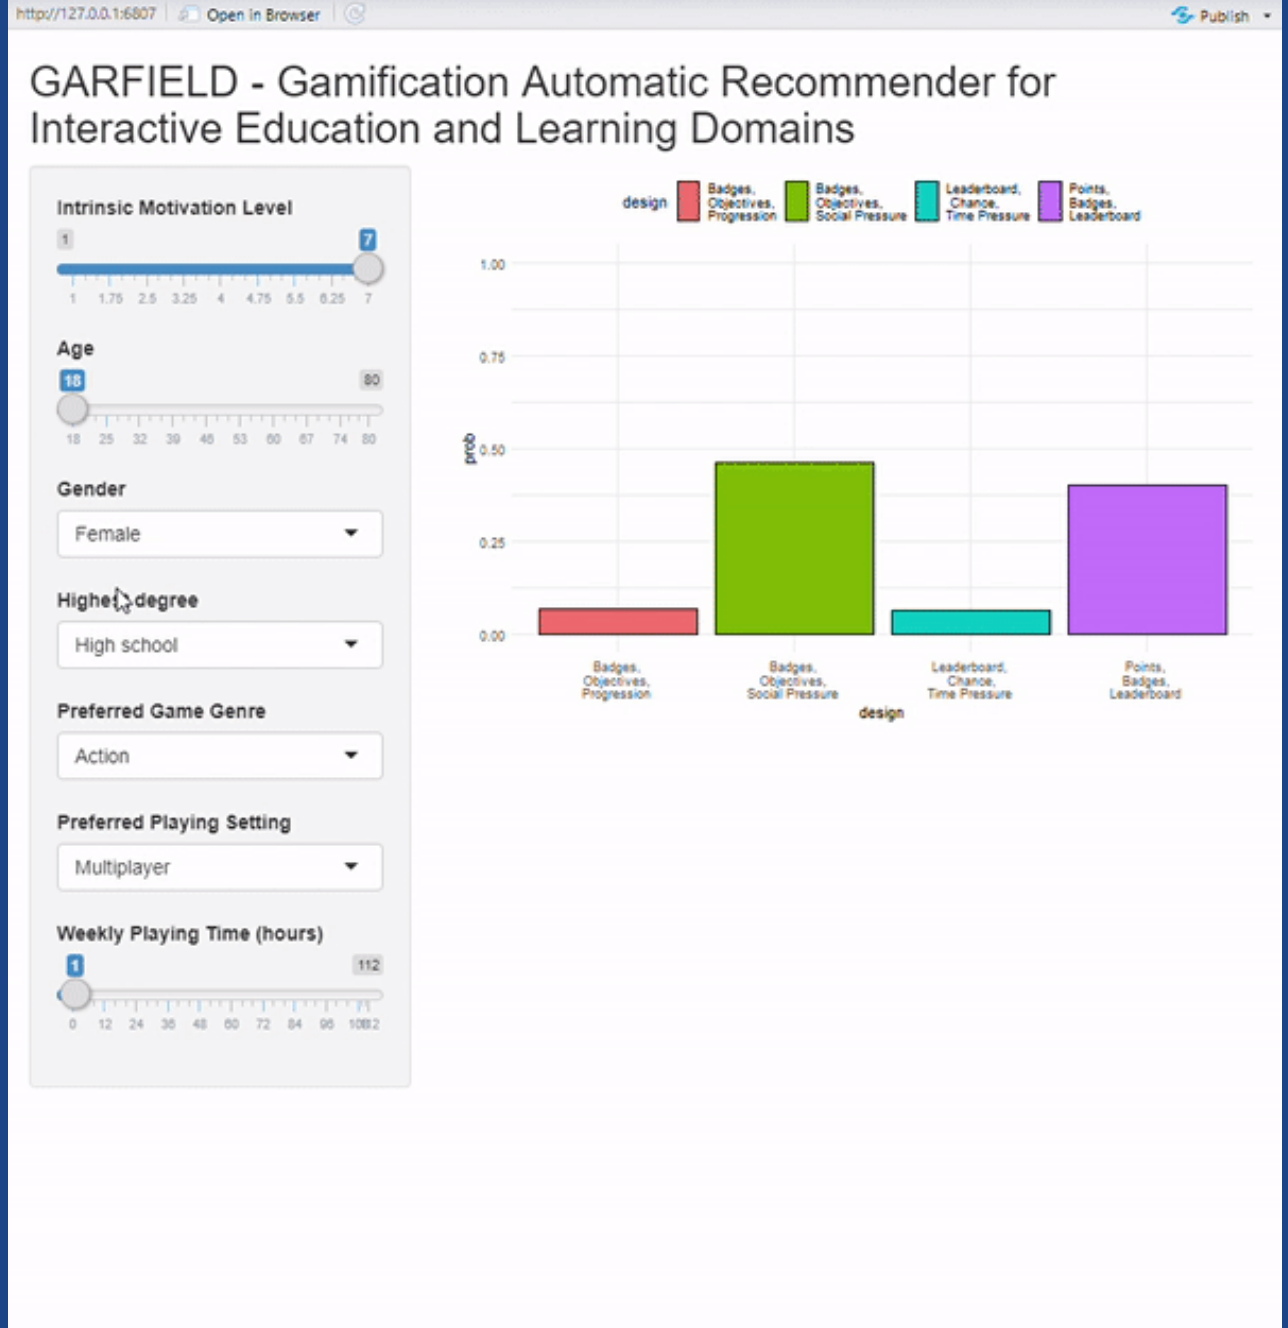 http://127.0.0.1:6807 Open in Browser Publish
GARFIELD - Gamification Automatic Recommender for
Interactive Education and Learning Domains
Intrinsic Motivation Level
1 7
1 1.75 2.5 3.25 4 4.75 5.5 6.25 7
Age
18 80
18 25 32 39 46 53 60 67 74 80
Gender
Female
Highest degree
High school
Preferred Game Genre
Action
Preferred Playing Setting
Multiplayer
Weekly Playing Time (hours)
1 112
0 12 24 36 48 60 72 84 96
design
Badges,
Objectives,
Progression
Badges,
Objectives,
Social Pressure
Leaderboard,
Chance,
Time Pressure
Points,
Badges,
Leaderboard
1.00
0.75
0.50
0.25
0.00
prob
Badges,
Objectives,
Progression
Badges,
Objectives,
Social Pressure
Leaderboard,
Chance,
Time Pressure
Points,
Badges,
Leaderboard
design